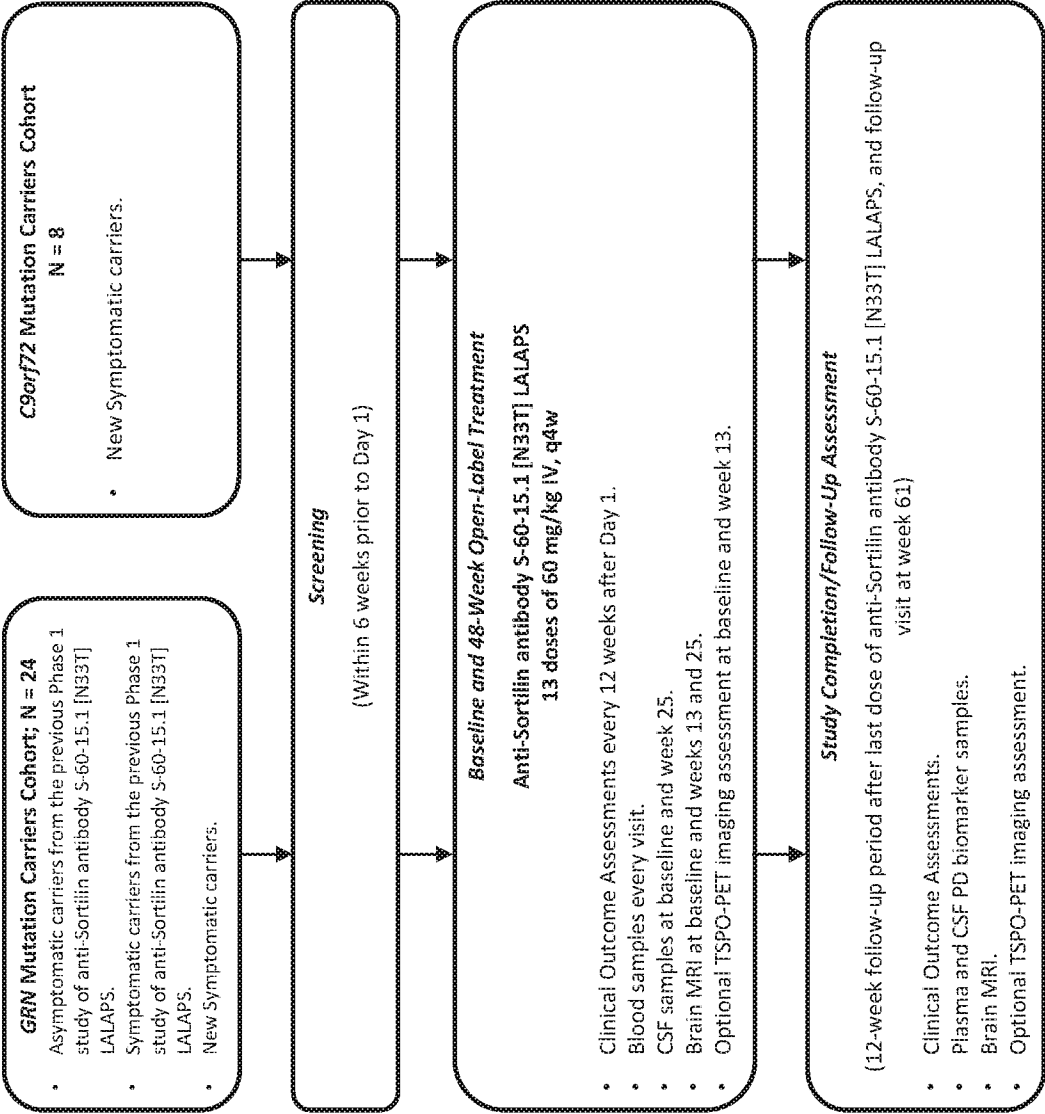 GRN Mutation Carriers Cohort; N = 24
• Asymptomatic carriers from the previous Phase 1
study of anti-Sortilin antibody S-60-15.1 [N33T]
LALAPS.
• Symptomatic carriers from the previous Phase 1
study of anti-Sortilin antibody S-60-15.1 [N33T]
LALAPS.
• New Symptomatic carriers.
C9orf72 Mutation Carriers Cohort
N = 8
• New Symptomatic carriers.
Screening
(Within 6 weeks prior to Day 1)
Baseline and 48-Week Open-Label Treatment
Anti-Sortilin antibody S-60-15.1 [N33T] LALAPS
13 doses of 60 mg/kg IV, q4w
• Clinical Outcome Assessments every 12 weeks after Day 1.
• Blood samples every visit.
• CSF samples at baseline and week 25.
• Brain MRI at baseline and weeks 13 and 25.
• Optional TSPO-PET imaging assessment at baseline and week 13.
Study Completion/Follow-Up Assessment
(12-week follow-up period after last dose of anti-Sortilin antibody S-60-15.1 [N33T] LALAPS, and follow-up
visit at week 61)
• Clinical Outcome Assessments.
• Plasma and CSF PD biomarker samples.
• Brain MRI.
• Optional TSPO-PET imaging assessment.